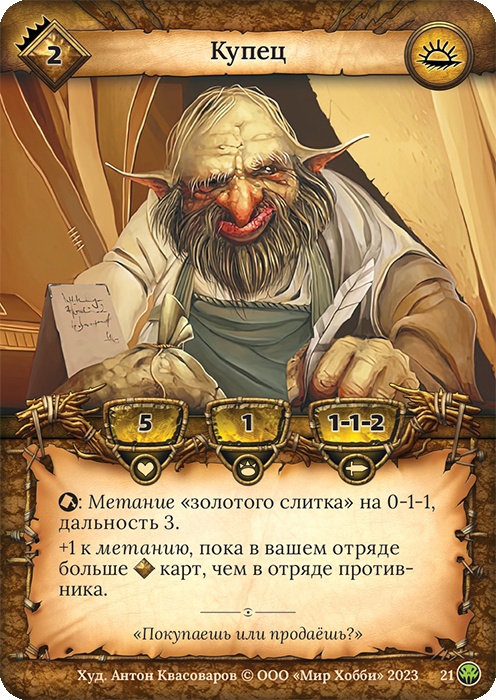 2
Купец
5
1
1-1-2
: Метание «золотого слитка» на 0-1-1,
дальность 3.
+1 к метанию, пока в вашем отряде
больше карт, чем в отряде против-
ника.
«Покупаешь или продаёшь?»
Худ. Антон Квасоваров © ООО «Мир Хобби» 2023
21